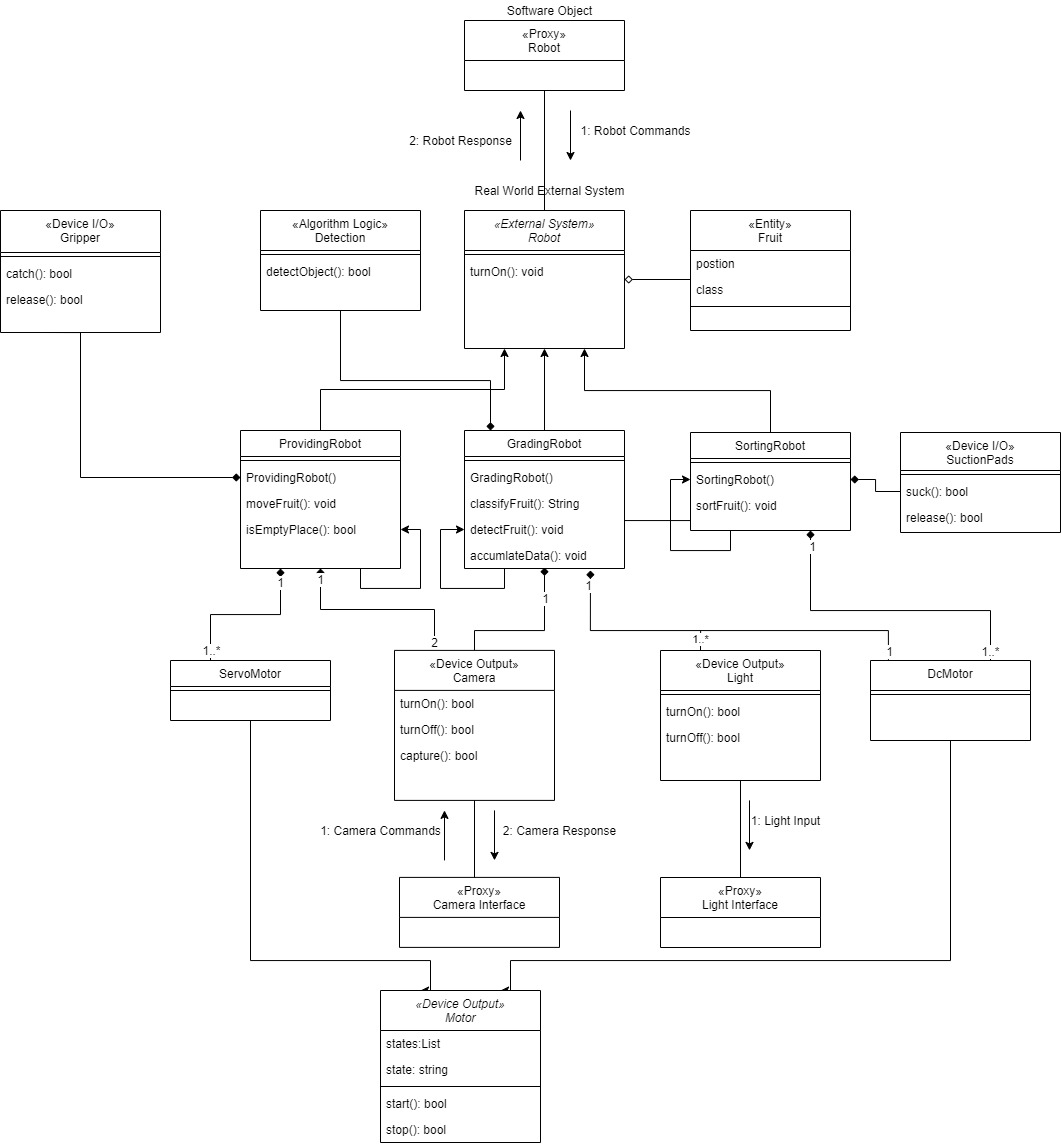 Software Object
«Proxy»
Robot
2: Robot Response
1: Robot Commands
Real World External System
«Device I/O»
Gripper
catch(): bool
release(): bool
«Algorithm Logic»
Detection
detectObject(): bool
«External System»
Robot
turnOn(): void
«Entity»
Fruit
postion
class
ProvidingRobot
ProvidingRobot()
moveFruit(): void
isEmptyPlace(): bool
GradingRobot
GradingRobot()
classifyFruit(): String
detectFruit(): void
accumlateData(): void
SortingRobot
SortingRobot()
sortFruit(): void
«Device I/O»
SuctionPads
suck(): bool
release(): bool
1
1
1
1
1
1..*
2
1..*
1
1..*
ServoMotor
«Device Output»
Camera
turnOn(): bool
turnOff(): bool
capture(): bool
«Device Output»
Light
turnOn(): bool
turnOff(): bool
DcMotor
1: Camera Commands
2: Camera Response
1: Light Input
«Proxy»
Camera Interface
«Proxy»
Light Interface
«Device Output»
Motor
states:List
state: string
start(): bool
stop(): bool